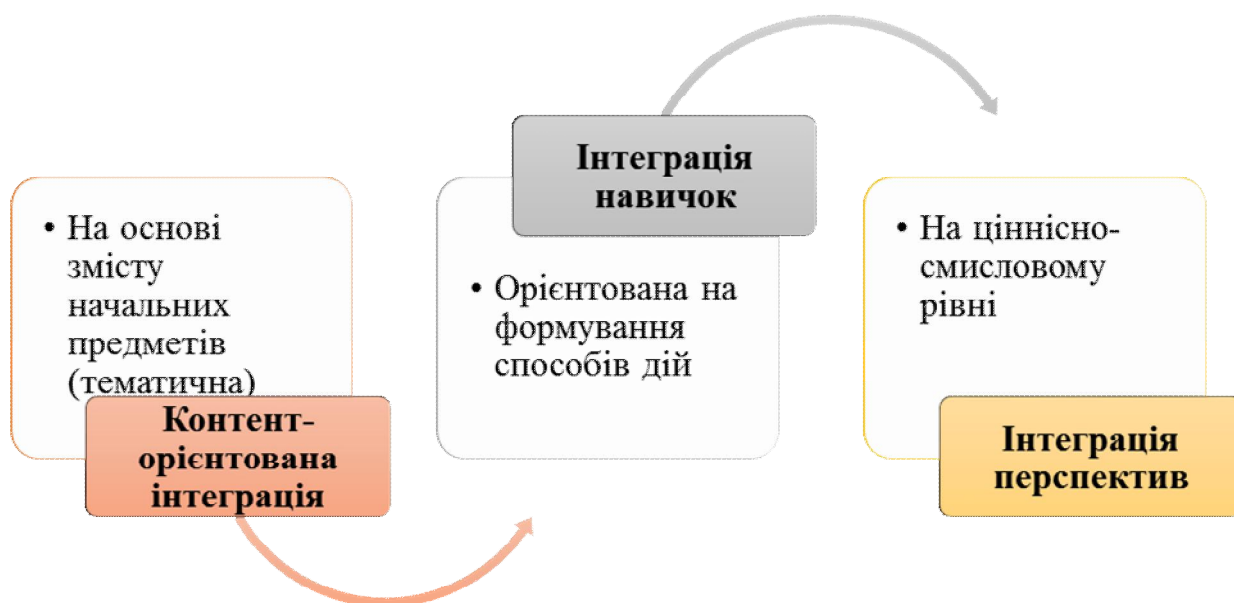 • На основі
змісту
начальних
предметів
(тематична)
Контент-
орієнтована
інтеграція
Інтеграція
навичок
• Орієнтована на
формування
способів дій
• На ціннісно-
смисловому
рівні
Інтеграція
перспектив